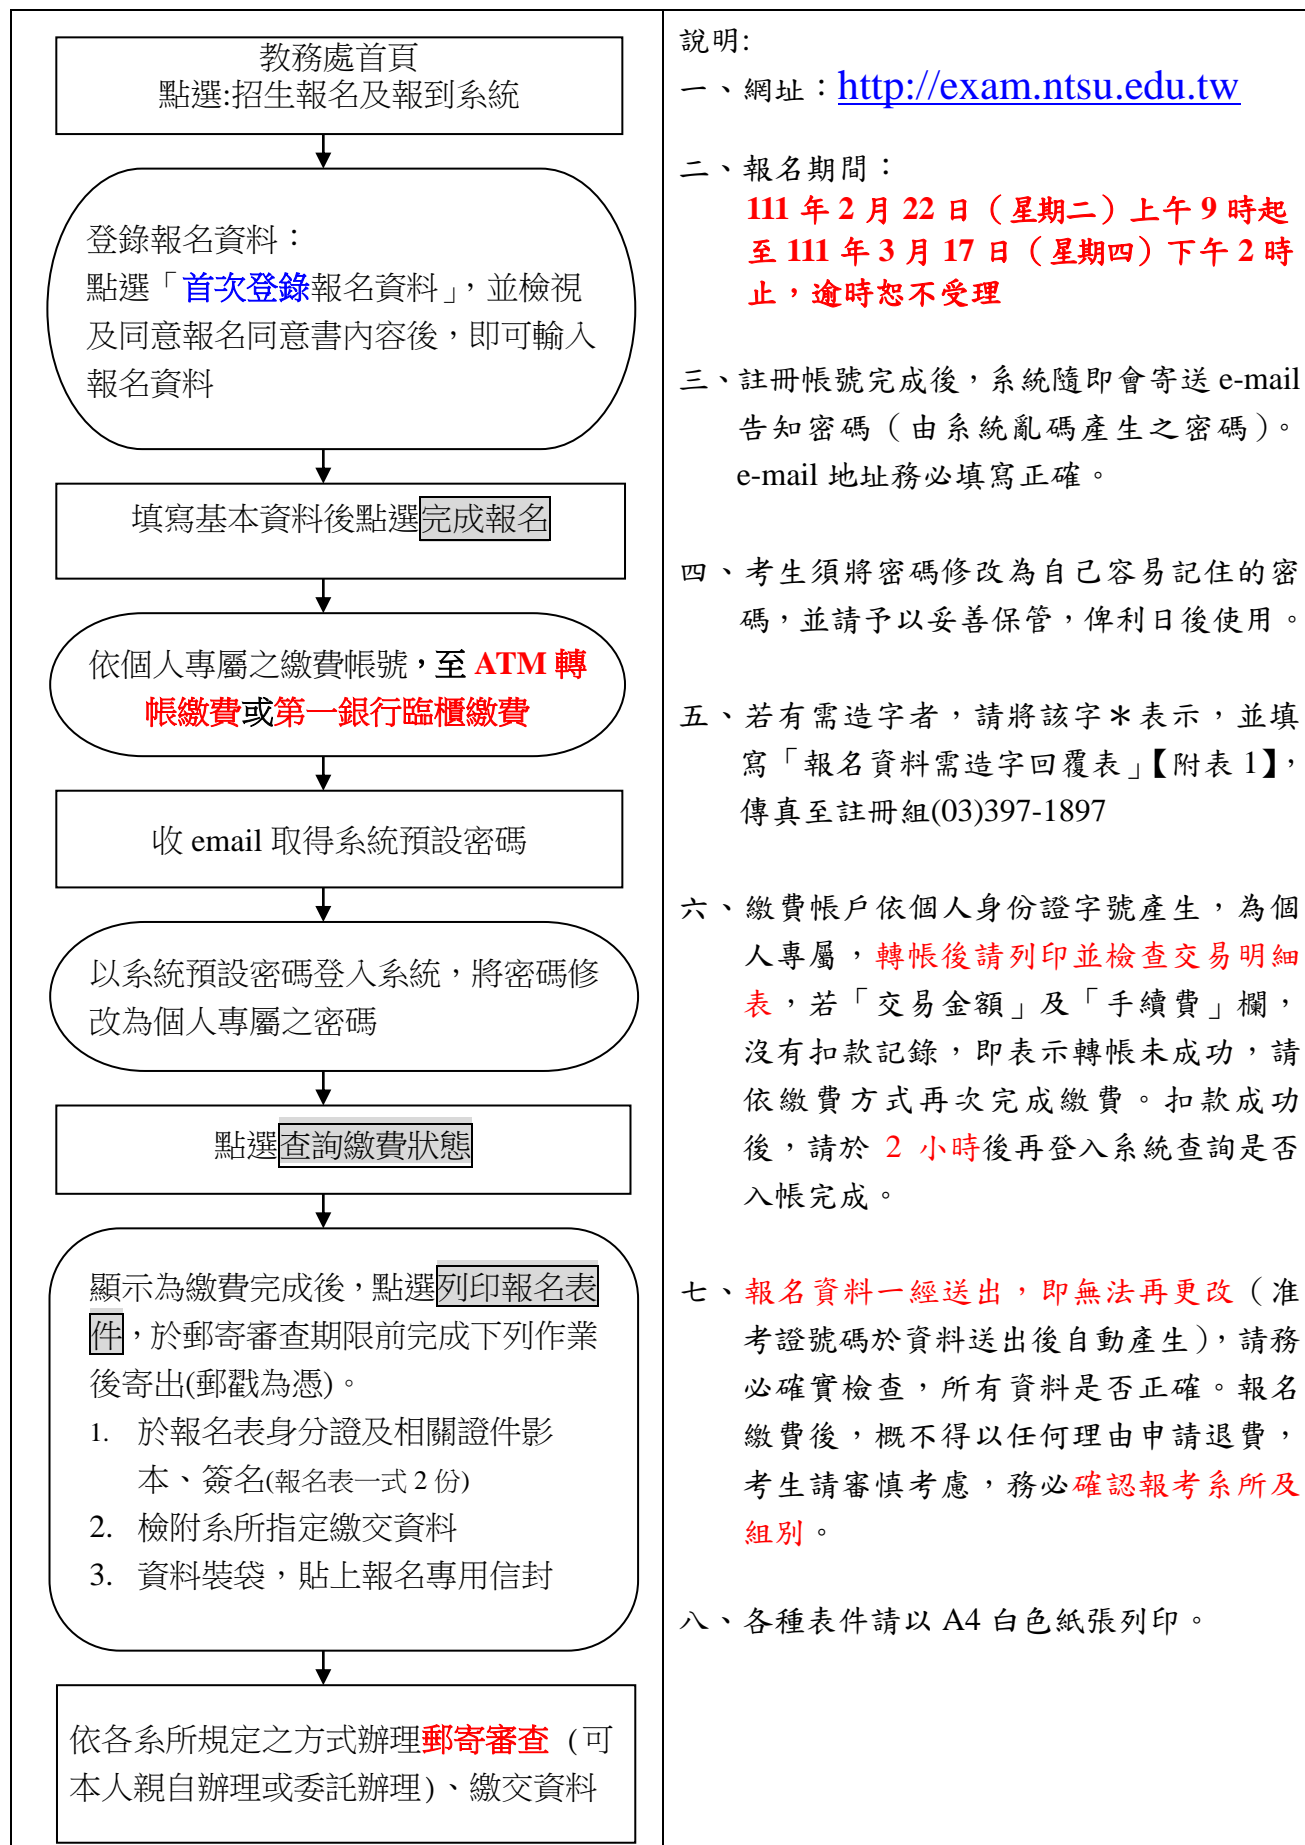 教務處首頁
點選:招生報名及報到系統
登錄報名資料：
點選「首次登錄報名資料」，並檢視
及同意報名同意書內容後，即可輸入
報名資料
填寫基本資料後點選完成報名
依個人專屬之繳費帳號，至 ATM 轉
帳繳費或第一銀行臨櫃繳費
收 email 取得系統預設密碼
以系統預設密碼登入系統，將密碼修
改為個人專屬之密碼
點選查詢繳費狀態
顯示為繳費完成後，點選列印報名表
件，於郵寄審查期限前完成下列作業
後寄出(郵戳為憑)。
1. 於報名表身分證及相關證件影
本、簽名(報名表一式 2 份)
2. 檢附系所指定繳交資料
3. 資料裝袋，貼上報名專用信封
依各系所規定之方式辦理郵寄審查 (可
本人親自辦理或委託辦理)、繳交資料
說明:
一、網址：http://exam.ntsu.edu.tw
二、報名期間：
111 年 2 月 22 日（星期二）上午 9 時起
至 111 年 3 月 17 日（星期四）下午 2 時
止，逾時恕不受理
三、註冊帳號完成後，系統隨即會寄送 e-mail
告知密碼（由系統亂碼產生之密碼）。
e-mail 地址務必填寫正確。
四、考生須將密碼修改為自己容易記住的密
碼，並請予以妥善保管，俾利日後使用。
五、若有需造字者，請將該字＊表示，並填
寫「報名資料需造字回覆表」【附表 1】，
傳真至註冊組(03)397-1897
六、繳費帳戶依個人身份證字號產生，為個
人專屬，轉帳後請列印並檢查交易明細
表，若「交易金額」及「手續費」欄，
沒有扣款記錄，即表示轉帳未成功，請
依繳費方式再次完成繳費。扣款成功
後，請於 2 小時後再登入系統查詢是否
入帳完成。
七、報名資料一經送出，即無法再更改（准
考證號碼於資料送出後自動產生），請務
必確實檢查，所有資料是否正確。報名
繳費後，概不得以任何理由申請退費，
考生請審慎考慮，務必確認報考系所及
組別。
八、各種表件請以 A4 白色紙張列印。